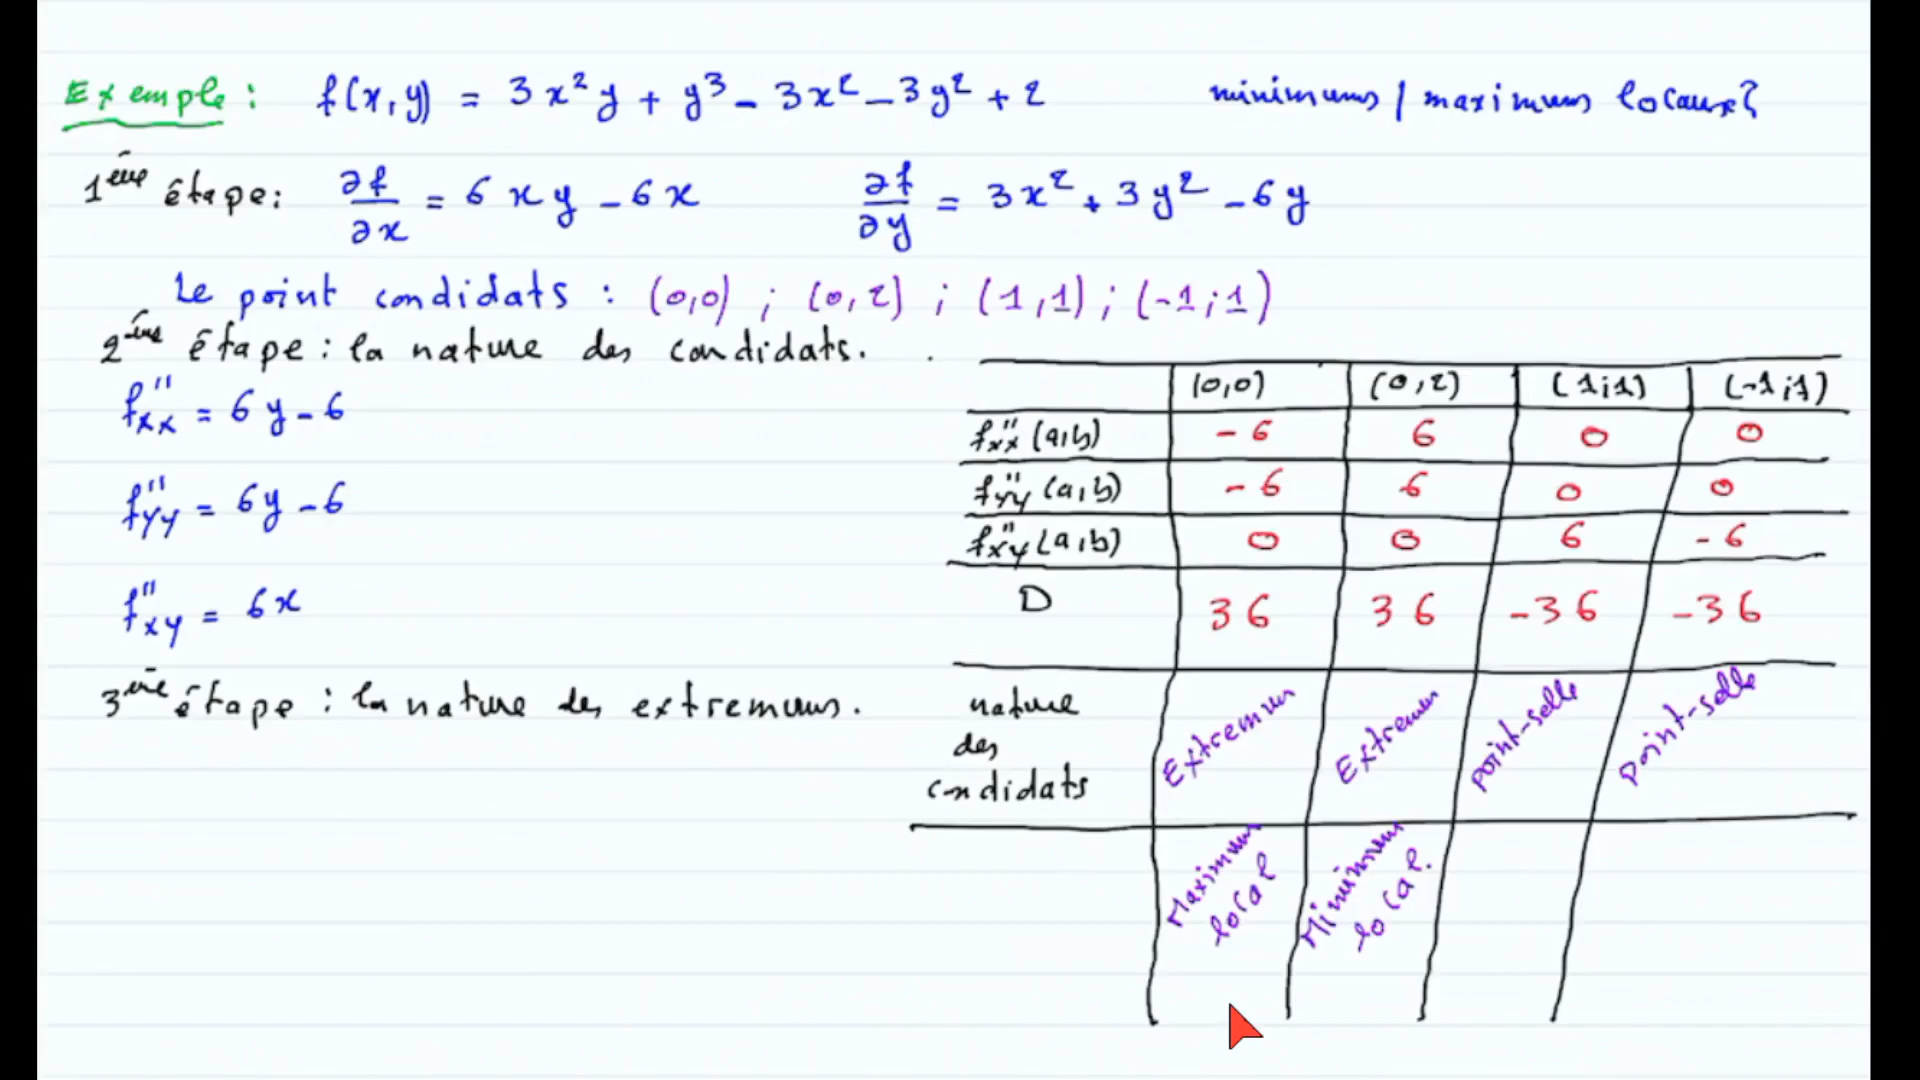 Exemple : f(x,y) = 3x²y + y³ - 3x² - 3y² + 2 minimums / maximums locaux?
1ère étape : ∂f/∂x = 6xy - 6x ∂f/∂y = 3x² + 3y² - 6y
Le point condidats : (0,0) ; (0,2) ; (1,1) ; (-1;1)
2ème étape : la nature des condidats.
f''xx = 6y - 6
f''yy = 6y - 6
f''xy = 6x
3ème étape : la nature des extremums.
(0,0) (0,2) (1;1) (-1;1)
f''xx (a,b) -6 6 0 0
f''yy (a,b) -6 6 0 0
f''xy (a,b) 0 0 6 -6
D 36 36 -36 -36
nature des condidats Extremum Extremum point-selle point-selle
Maximum local Minimum local.